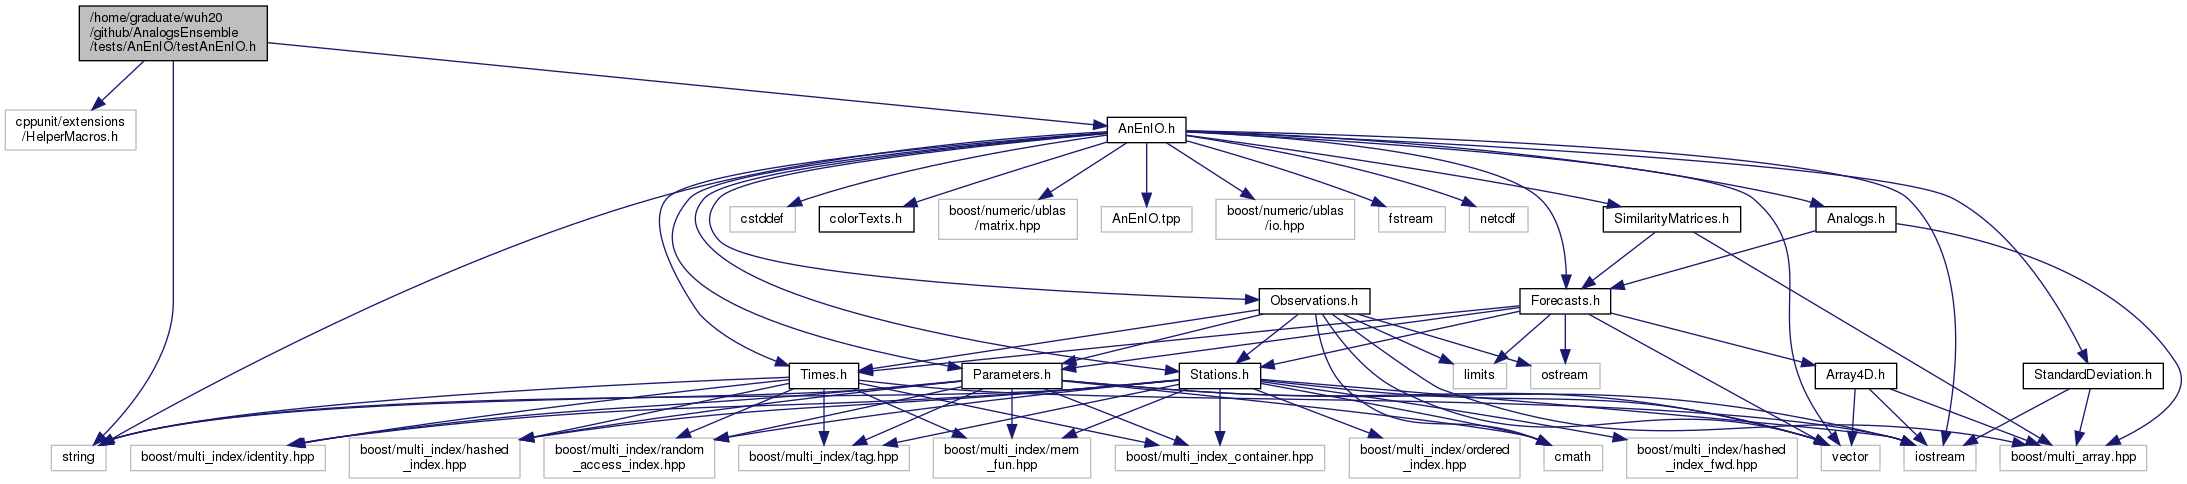 /home/graduate/wuh20
/github/AnalogsEnsemble
/tests/AnEnIO/testAnEnIO.h
cppunit/extensions
/HelperMacros.h
AnEnIO.h
cstddef
colorTexts.h
boost/numeric/ublas
/matrix.hpp
AnEnIO.tpp
boost/numeric/ublas
/io.hpp
fstream
netcdf
SimilarityMatrices.h
Analogs.h
Observations.h
Forecasts.h
Times.h
Parameters.h
Stations.h
limits
ostream
Array4D.h
StandardDeviation.h
string
boost/multi_index/identity.hpp
boost/multi_index/hashed
_index.hpp
boost/multi_index/random
_access_index.hpp
boost/multi_index/tag.hpp
boost/multi_index/mem
_fun.hpp
boost/multi_index_container.hpp
boost/multi_index/ordered
_index.hpp
cmath
boost/multi_index/hashed
_index_fwd.hpp
vector
iostream
boost/multi_array.hpp